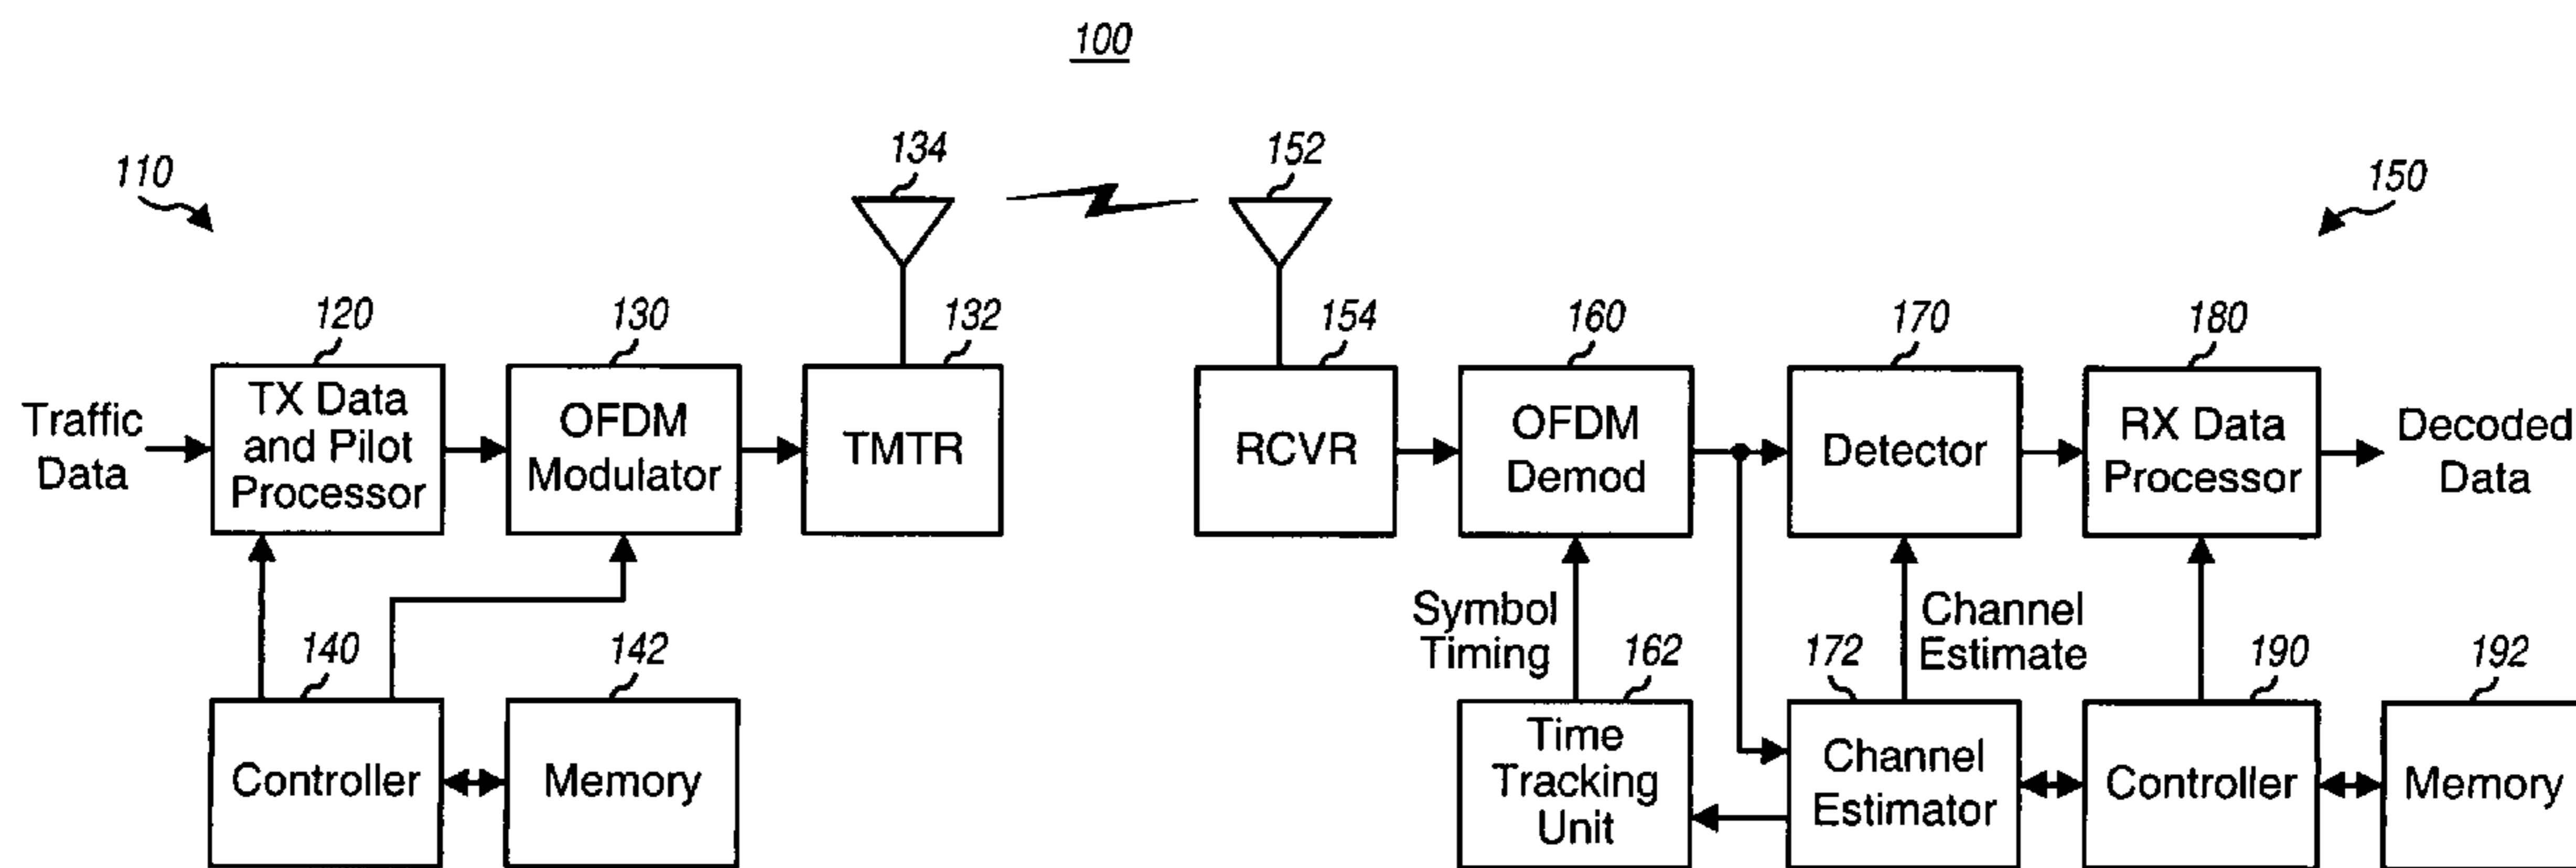 100
110
134
152
150
120
130
132
154
160
170
180
Traffic
Data
TX Data
and Pilot
Processor
OFDM
Modulator
TMTR
RCVR
OFDM
Demod
Detector
RX Data
Processor
Decoded
Data
Symbol
Timing
Channel
Estimate
140
142
162
172
190
192
Controller
Memory
Time
Tracking
Unit
Channel
Estimator
Controller
Memory